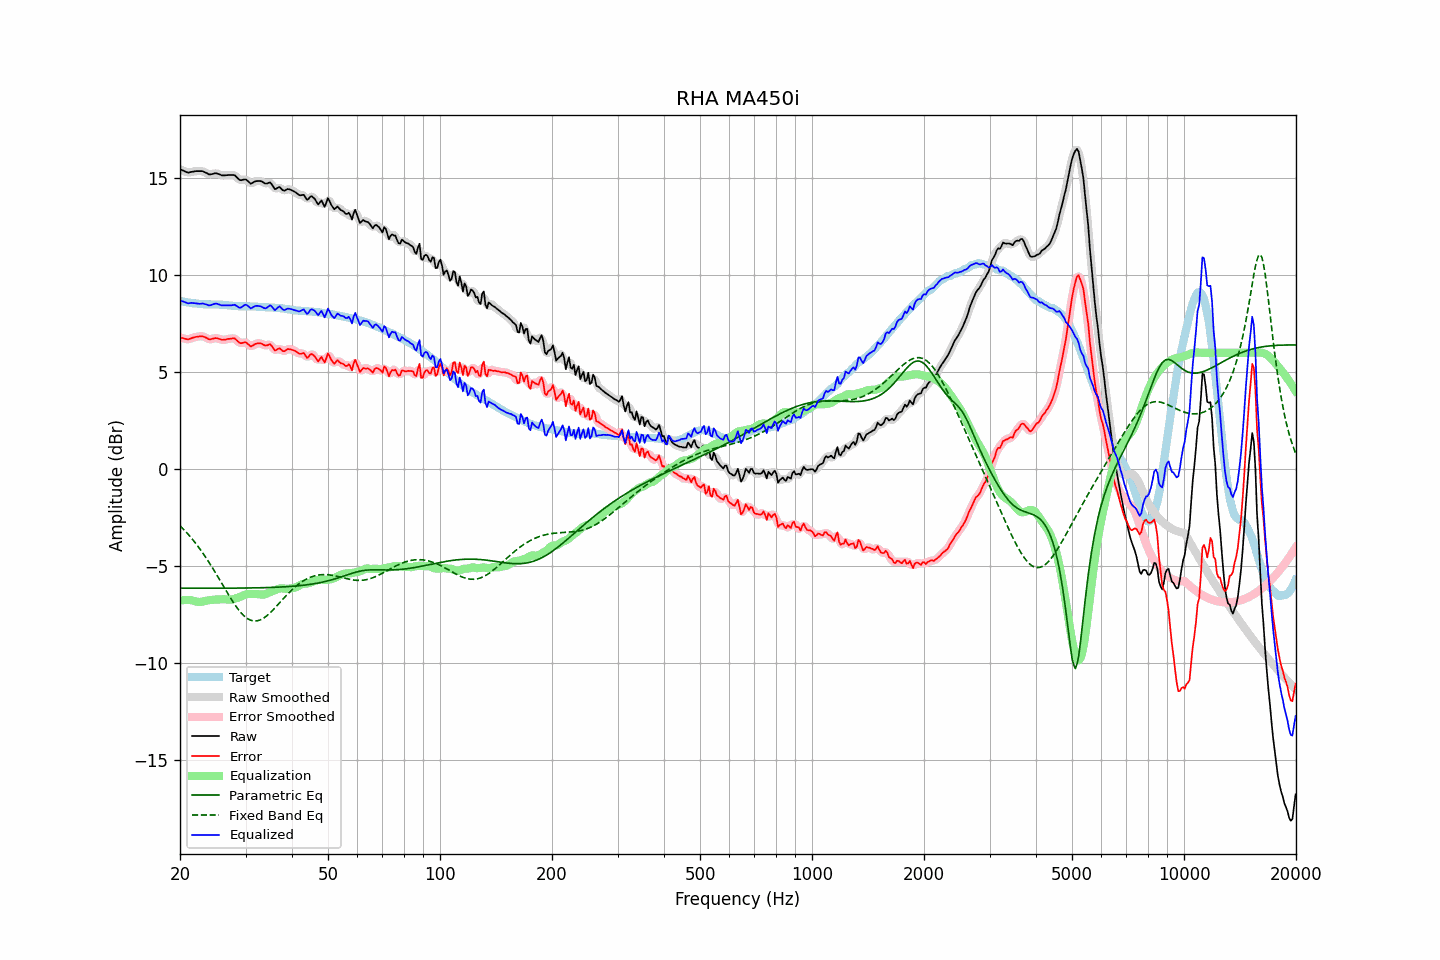 RHA MA450i
Amplitude (dBr)
15
10
5
0
−5
−10
−15
Target
Raw Smoothed
Error Smoothed
Raw
Error
Equalization
Parametric Eq
Fixed Band Eq
Equalized
20 50 100 200 500 1000 2000 5000 10000 20000
Frequency (Hz)